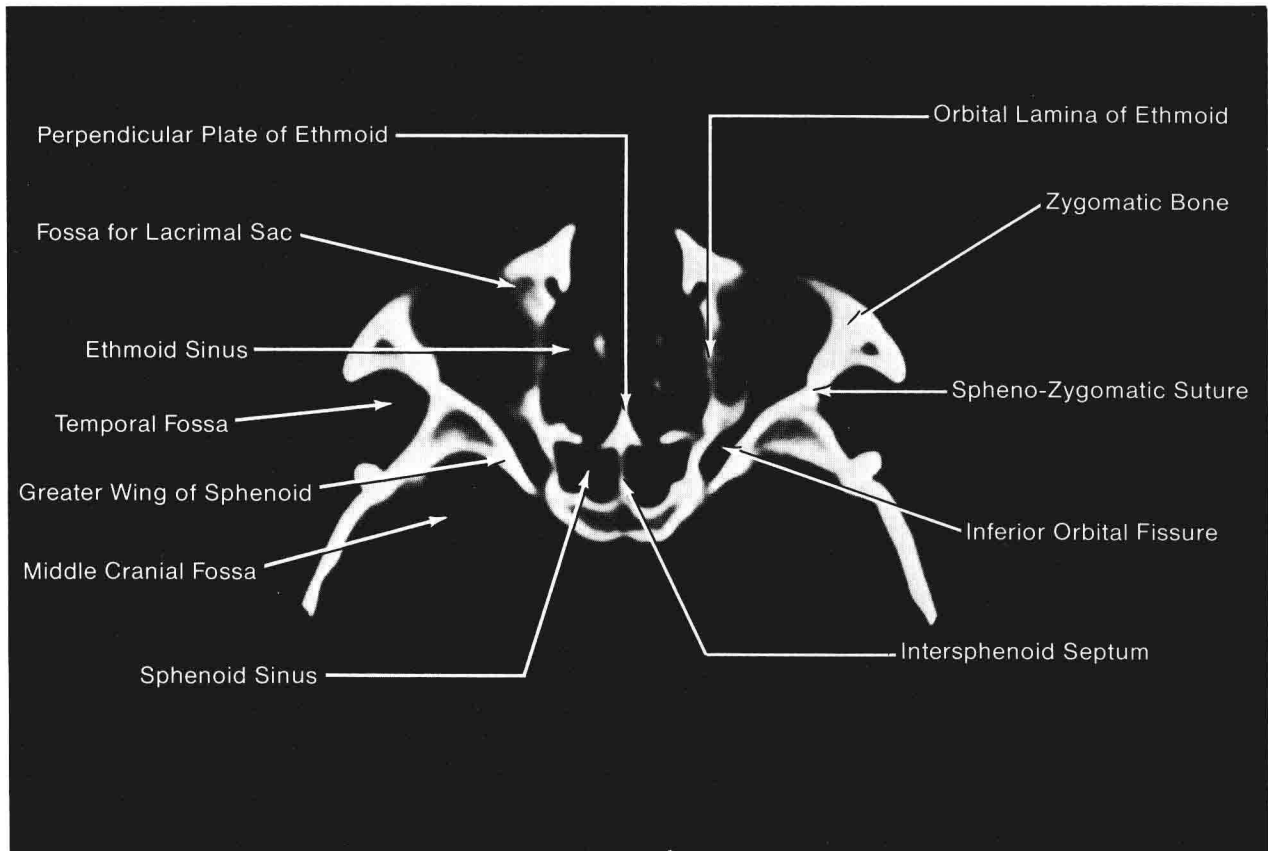 Perpendicular Plate of Ethmoid
Fossa for Lacrimal Sac
Ethmoid Sinus
Temporal Fossa
Greater Wing of Sphenoid
Middle Cranial Fossa
Sphenoid Sinus
Orbital Lamina of Ethmoid
Zygomatic Bone
Spheno-Zygomatic Suture
Inferior Orbital Fissure
Intersphenoid Septum